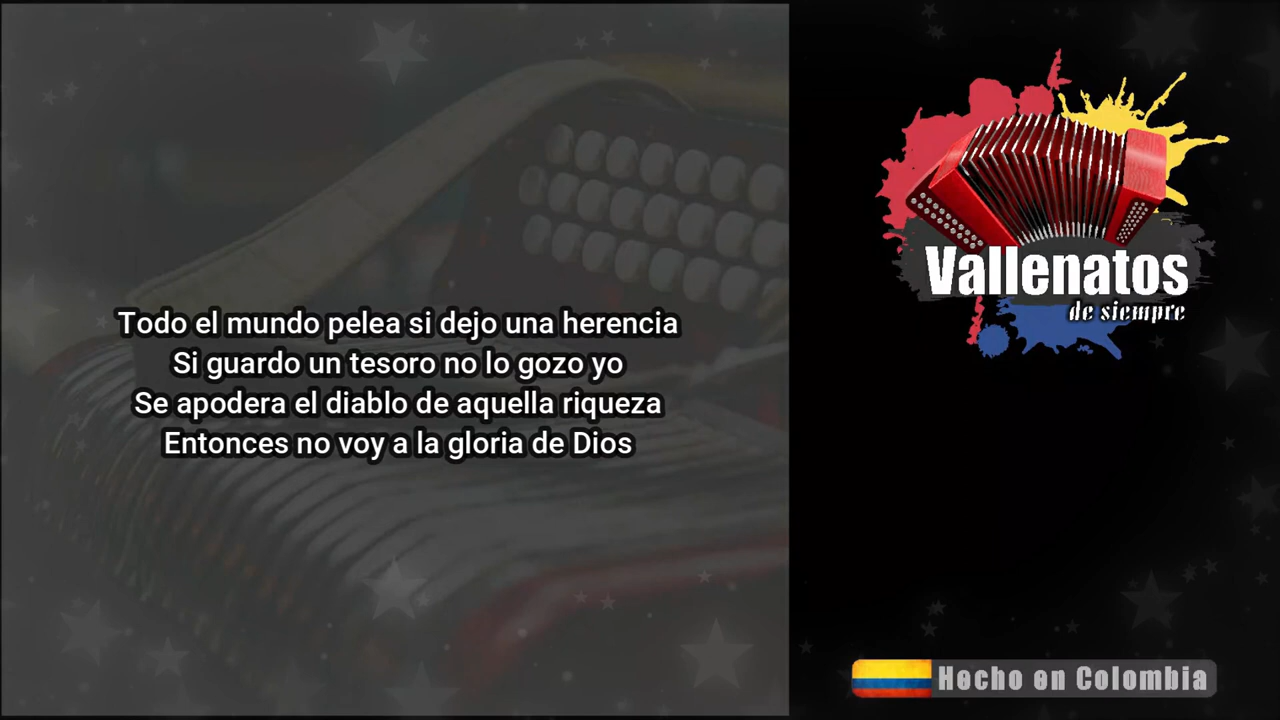 Todo el mundo pelea si dejo una herencia
Si guardo un tesoro no lo gozo yo
Se apodera el diablo de aquella riqueza
Entonces no voy a la gloria de Dios
Vallenatos
de siempre
Hecho en Colombia